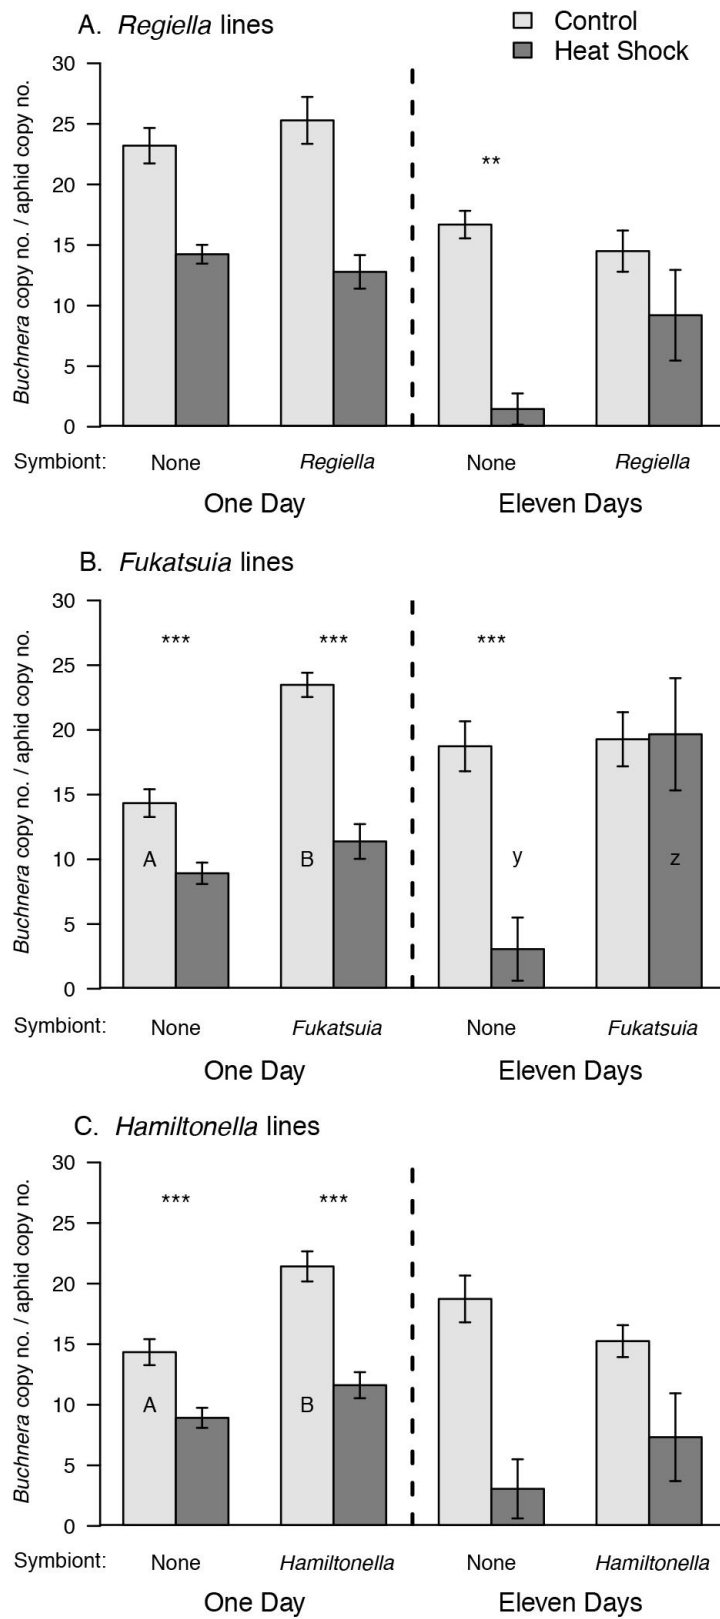 A. Regiella lines
Control
Heat Shock
Buchnera copy no. / aphid copy no.
30
25
20
15
10
5
0
**
Symbiont: None Regiella None Regiella
One Day Eleven Days
B. Fukatsuia lines
Buchnera copy no. / aphid copy no.
30
25
20
15
10
5
0
*** *** ***
A B y z
Symbiont: None Fukatsuia None Fukatsuia
One Day Eleven Days
C. Hamiltonella lines
Buchnera copy no. / aphid copy no.
30
25
20
15
10
5
0
*** ***
A B
Symbiont: None Hamiltonella None Hamiltonella
One Day Eleven Days